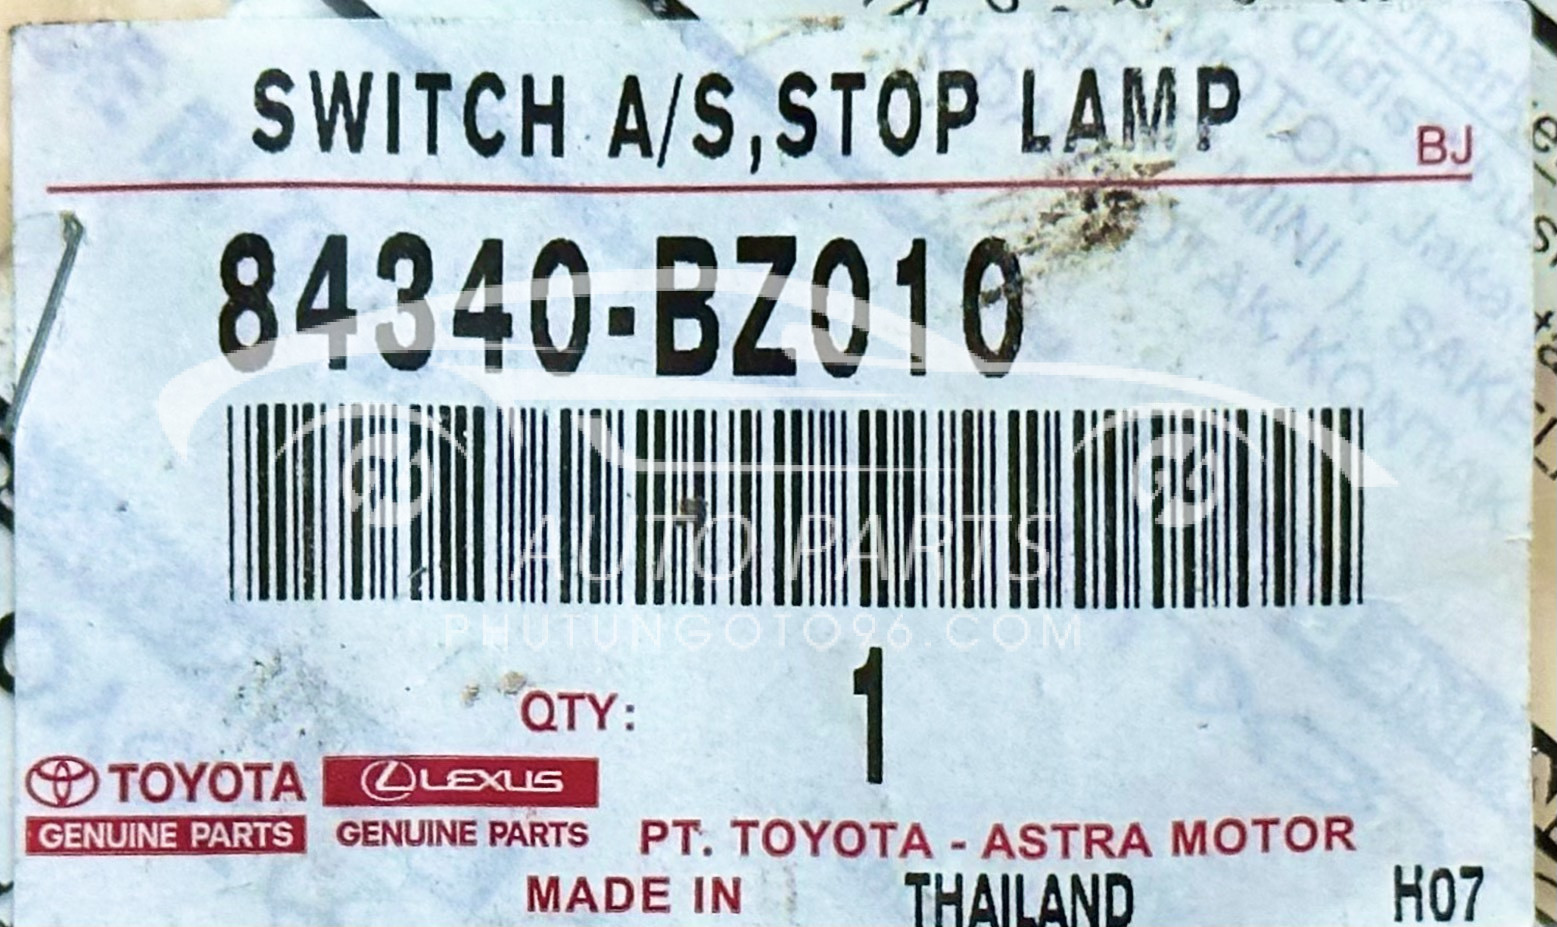 SWITCH A/S,STOP LAMP
BJ
84340-BZ010
AUTO PARTS
PHUTUNGOTO96.COM
QTY: 1
TOYOTA LEXUS
GENUINE PARTS GENUINE PARTS
PT. TOYOTA - ASTRA MOTOR
MADE IN THAILAND H07